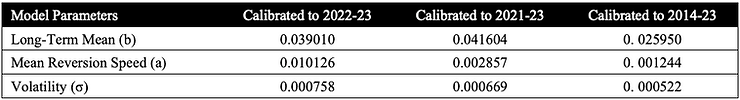 Model Parameters Calibrated to 2022-23 Calibrated to 2021-23 Calibrated to 2014-23
Long-Term Mean (b) 0.039010 0.041604 0. 025950
Mean Reversion Speed (a) 0.010126 0.002857 0. 001244
Volatility (σ) 0.000758 0.000669 0. 000522